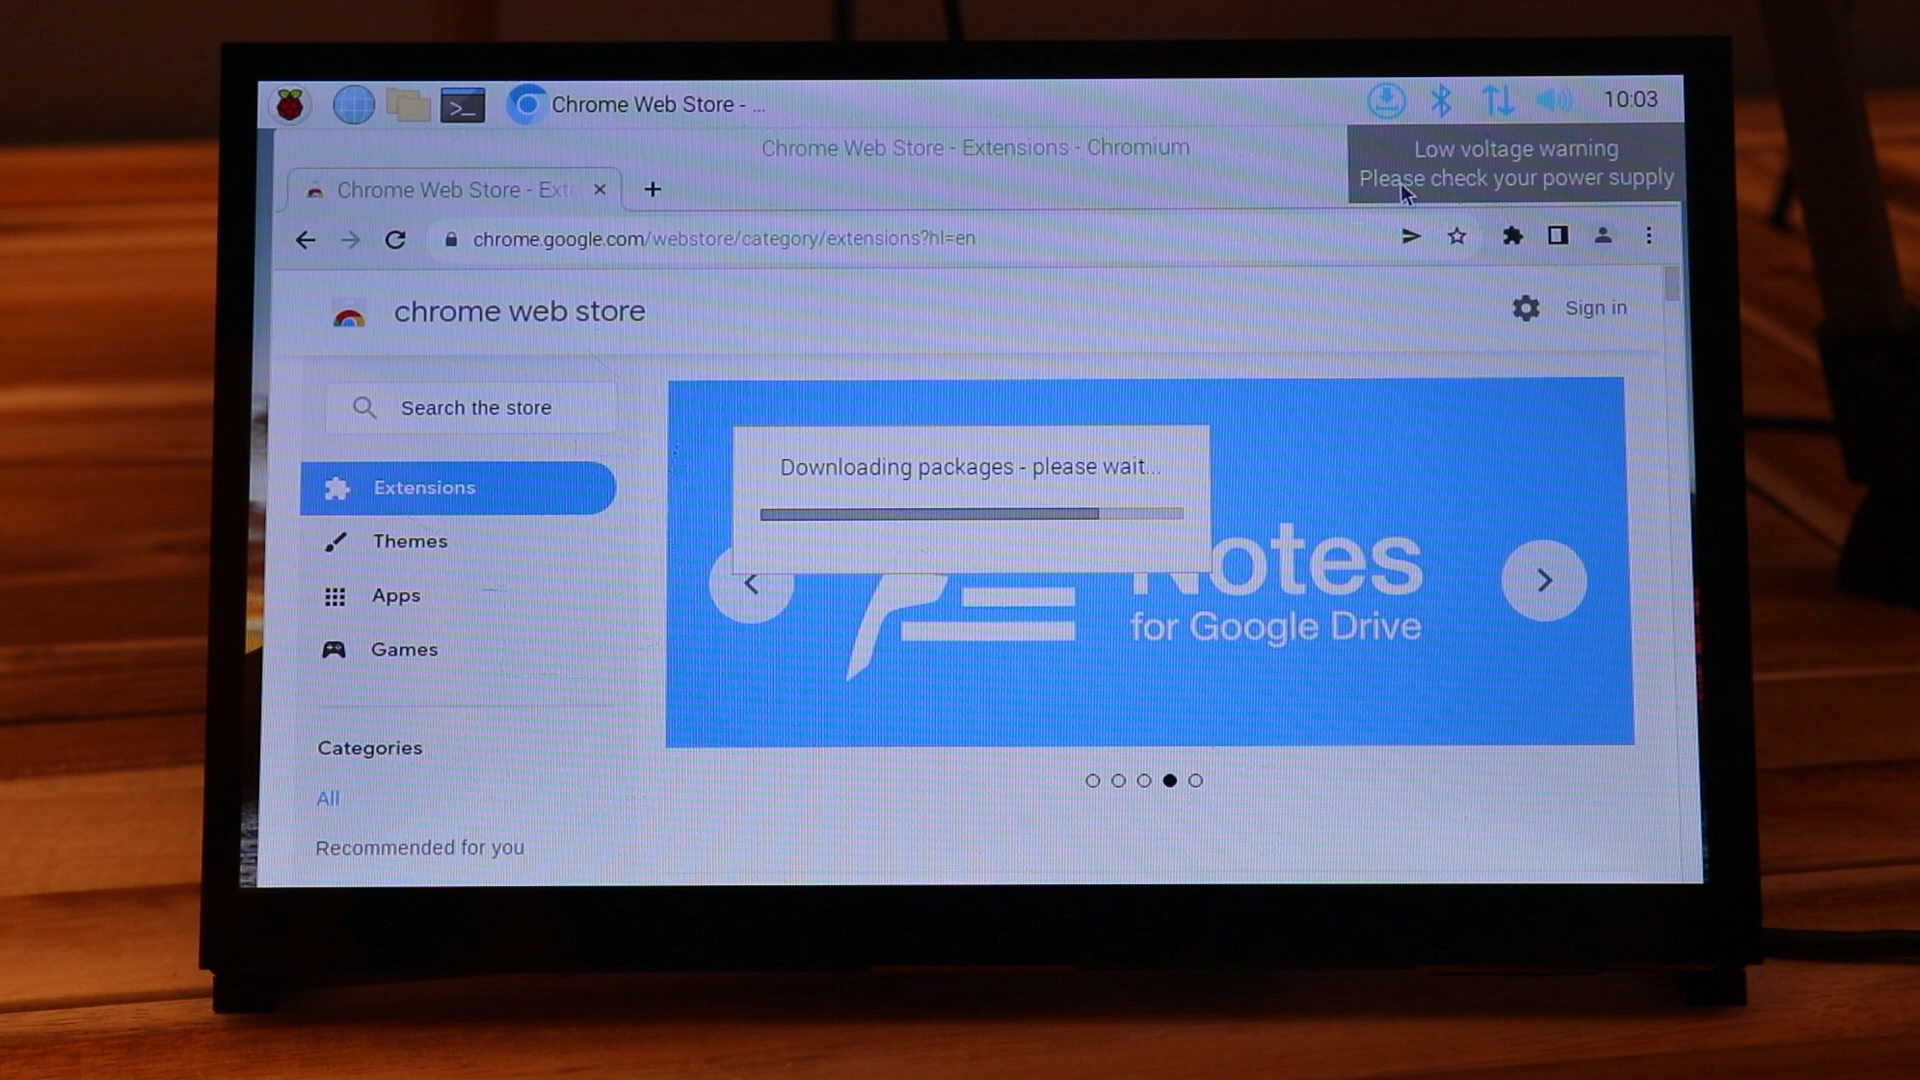 Chrome Web Store - ...
10:03
Chrome Web Store - Extensions - Chromium
Low voltage warning
Please check your power supply
Chrome Web Store - Exte
chrome.google.com/webstore/category/extensions?hl=en
chrome web store
Sign in
Search the store
Extensions
Themes
Apps
Games
Categories
All
Recommended for you
Downloading packages - please wait...
Notes
for Google Drive